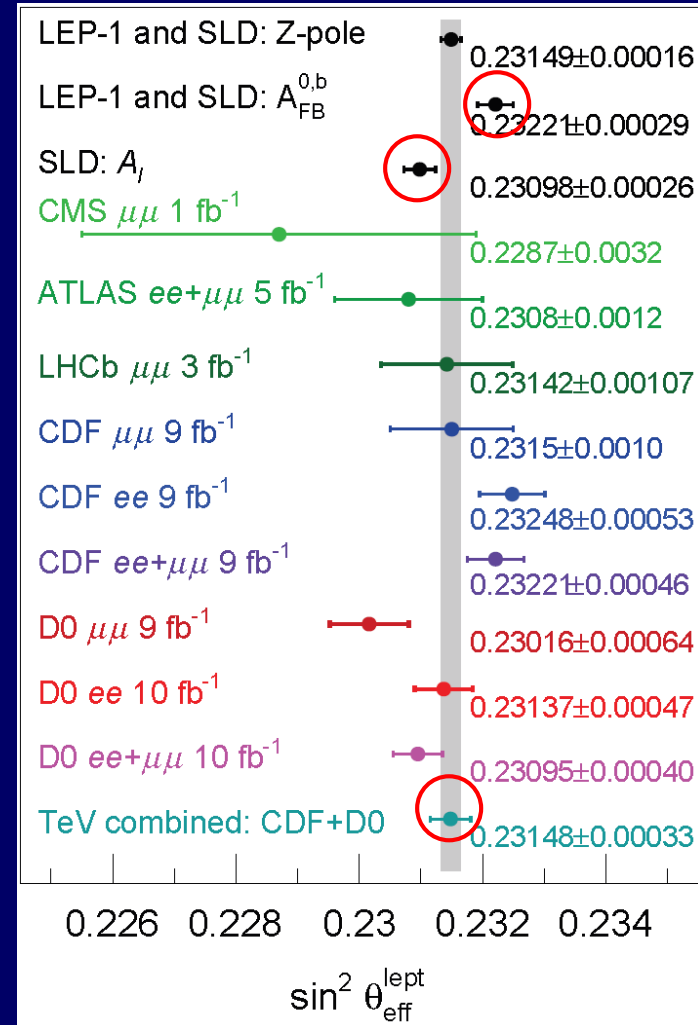 LEP-1 and SLD: Z-pole
0.23149±0.00016
LEP-1 and SLD: A_FB^0,b
0.23221±0.00029
SLD: A_l
0.23098±0.00026
CMS μμ 1 fb⁻¹
0.2287±0.0032
ATLAS ee+μμ 5 fb⁻¹
0.2308±0.0012
LHCb μμ 3 fb⁻¹
0.23142±0.00107
CDF μμ 9 fb⁻¹
0.2315±0.0010
CDF ee 9 fb⁻¹
0.23248±0.00053
CDF ee+μμ 9 fb⁻¹
0.23221±0.00046
D0 μμ 9 fb⁻¹
0.23016±0.00064
D0 ee 10 fb⁻¹
0.23137±0.00047
D0 ee+μμ 10 fb⁻¹
0.23095±0.00040
TeV combined: CDF+D0
0.23148±0.00033
0.226 0.228 0.23 0.232 0.234
sin² θ_eff^lept